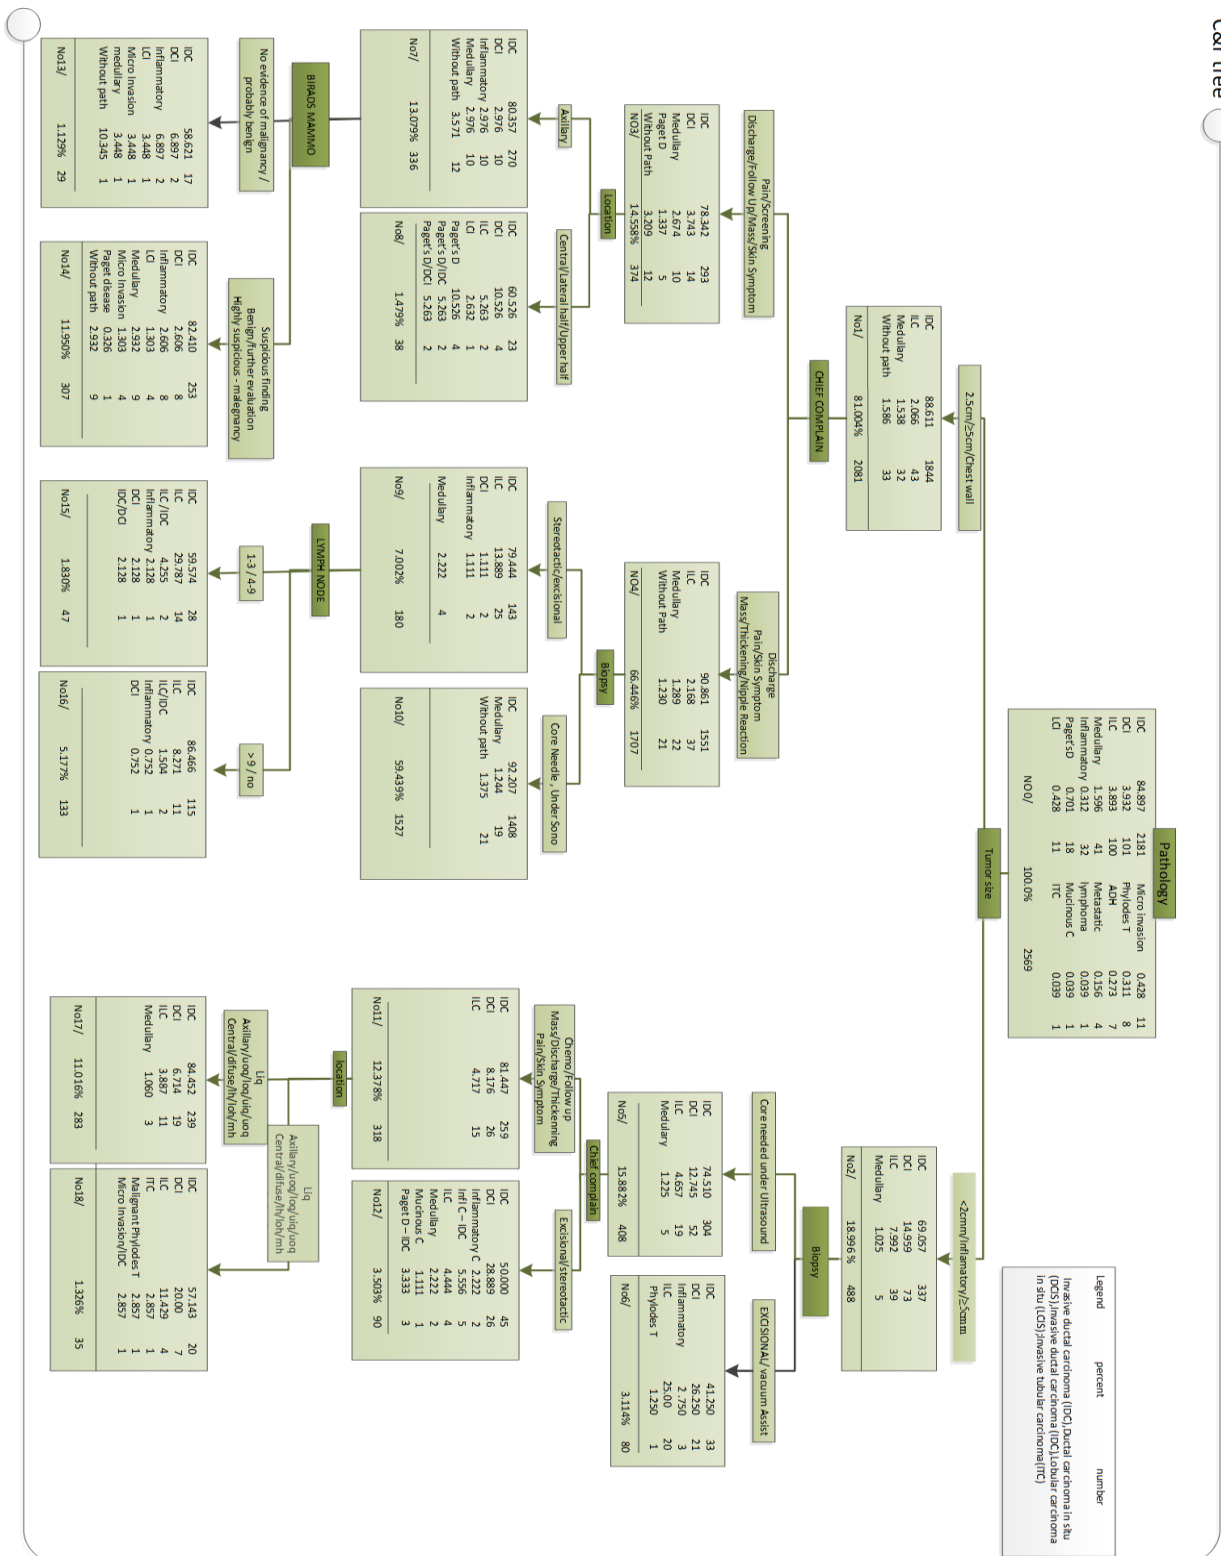 C&R tree
Pathology
IDC 84.897 2181 Micro invasion 0.428 11
DCI 3.932 101 Phylodes T 0.311 8
ILC 3.893 100 ADH 0.273 7
Medullary 1.596 41 Metastatic 0.156 4
Inflammatory 0.312 32 lymphoma 0.039 1
Paget'sD 0.701 18 Mucinous C 0.039 1
LCI 0.428 11 ITC 0.039 1
NO0/ 100.0% 2569
Legend percent number
Invasive ductal carcinoma (IDC),Ductal carcinoma in situ
(DCIS),Invasive ductal carcinoma (IDC),Lobular carcinoma
in situ (LCIS),Invasive tubular carcinoma(ITC)
Tumor size
2.5cm/≥5cm/Chest wall
<2cmm/Inflamatory/≥5mm
IDC 88.611 1844
ILC 2.066 43
Medullary 1.538 32
Without path 1.586 33
No1/ 81.004% 2081
IDC 69.057 337
DCI 14.959 73
ILC 7.992 39
Medullary 1.025 5
No2/ 18.996 % 488
CHIEF COMPLAIN
Biopsy
Pain/Screening
Discharge/Follow Up/Mass/Skin Symptom
Discharge
Pain/Skin Symptom
Mass/Thickening/Nipple Reaction
Core needed under Ultrasound
EXCISIONAL/ vacuum Assist
IDC 78.342 293
DCI 3.743 14
Medullary 2.674 10
Paget D 1.337 5
Without Path 3.209 12
NO3/ 14.558% 374
IDC 90.861 1551
ILC 2.168 37
Medullary 1.289 22
Without Path 1.230 21
NO4/ 66.446% 1707
IDC 74.510 304
DCI 12.745 52
ILC 4.657 19
Medulary 1.225 5
No5/ 15.882% 408
IDC 41.250 33
DCI 26.250 21
Inflammatory 2 .750 3
ILC 25.00 20
Phylodes T 1.250 1
No6/ 3.114% 80
Location
Biopsy
Chief complain
Axillary
Central/Lateral half/Upper half
Stereotactic/excisional
Core Needle , Under Sono
Chemo/Follow up
Mass/Discharge/Thickenning
Pain/Skin Symptom
Excisional/stereotactic
IDC 80.357 270
DCI 2.976 10
Inflammatory 2.976 10
Medullary 2.976 10
Without path 3.571 12
No7/ 13.079% 336
IDC 60.526 23
DCI 10.526 4
ILC 5.263 2
LCI 2.632 1
Paget's D 10.526 4
Paget's D/IDC 5.263 2
Paget's D/DCI 5.263 2
No8/ 1.479% 38
IDC 79.444 143
ILC 13.889 25
DCI 1.111 2
Inflammatory 1.111 2
Medullary 2.222 4
No9/ 7.002% 180
IDC 92.207 1408
Medullary 1.244 19
Without path 1.375 21
No10/ 59.439% 1527
IDC 81.447 259
DCI 8.176 26
ILC 4.717 15
No11/ 12.378% 318
IDC 50.000 45
DCI 28.889 26
Inflammatory C 2.222 2
Infl C – IDC 5.556 5
ILC 4.444 4
Medullary 2.222 2
Mucinous C 1.111 1
Paget D – IDC 3.333 3
No12/ 3.503% 90
BIRADS MAMMO
LYMPH NODE
location
No evidence of malignancy /
probably benign
Suspicious finding
Benign/further evaluation
Highly suspicious - malegnancy
1-3 / 4-9
> 9 / no
Liq
Axillary/uoq/loq/uiq/uoq
Central/difuse/lh/loh/mh
Liq
Axillary/uoq/loq/uiq/uoq
Central/difuse/lh/loh/mh
IDC 58.621 17
DCI 6.897 2
Inflammatory 6.897 2
LCI 3.448 1
Micro Invasion 3.448 1
medullary 3.448 1
Without path 10.345 1
No13/ 1.129% 29
IDC 82.410 253
DCI 2.606 8
Inflammatory 2.606 8
LCI 1.303 4
Medullary 2.932 9
Micro Invasion 1.303 4
Paget disease 0.326 1
Without path 2.932 9
No14/ 11.950% 307
IDC 59.574 28
ILC 29.787 14
ILC /IDC 4.255 2
Inflammatory 2.128 1
DCI 2.128 1
IDC/DCI 2.128 1
No15/ 1.830% 47
IDC 86.466 115
ILC 8.271 11
ILC/IDC 1.504 2
Inflammatory 0.752 1
DCI 0.752 1
No16/ 5.177% 133
IDC 84.452 239
DCI 6.714 19
ILC 3.887 11
Medullary 1.060 3
No17/ 11.016% 283
IDC 57.143 20
DCI 20.00 7
ILC 11.429 4
ITC 2.857 1
Malignant Phylodes T 2.857 1
Micro Invasion/IDC 2.857 1
No18/ 1.326% 35